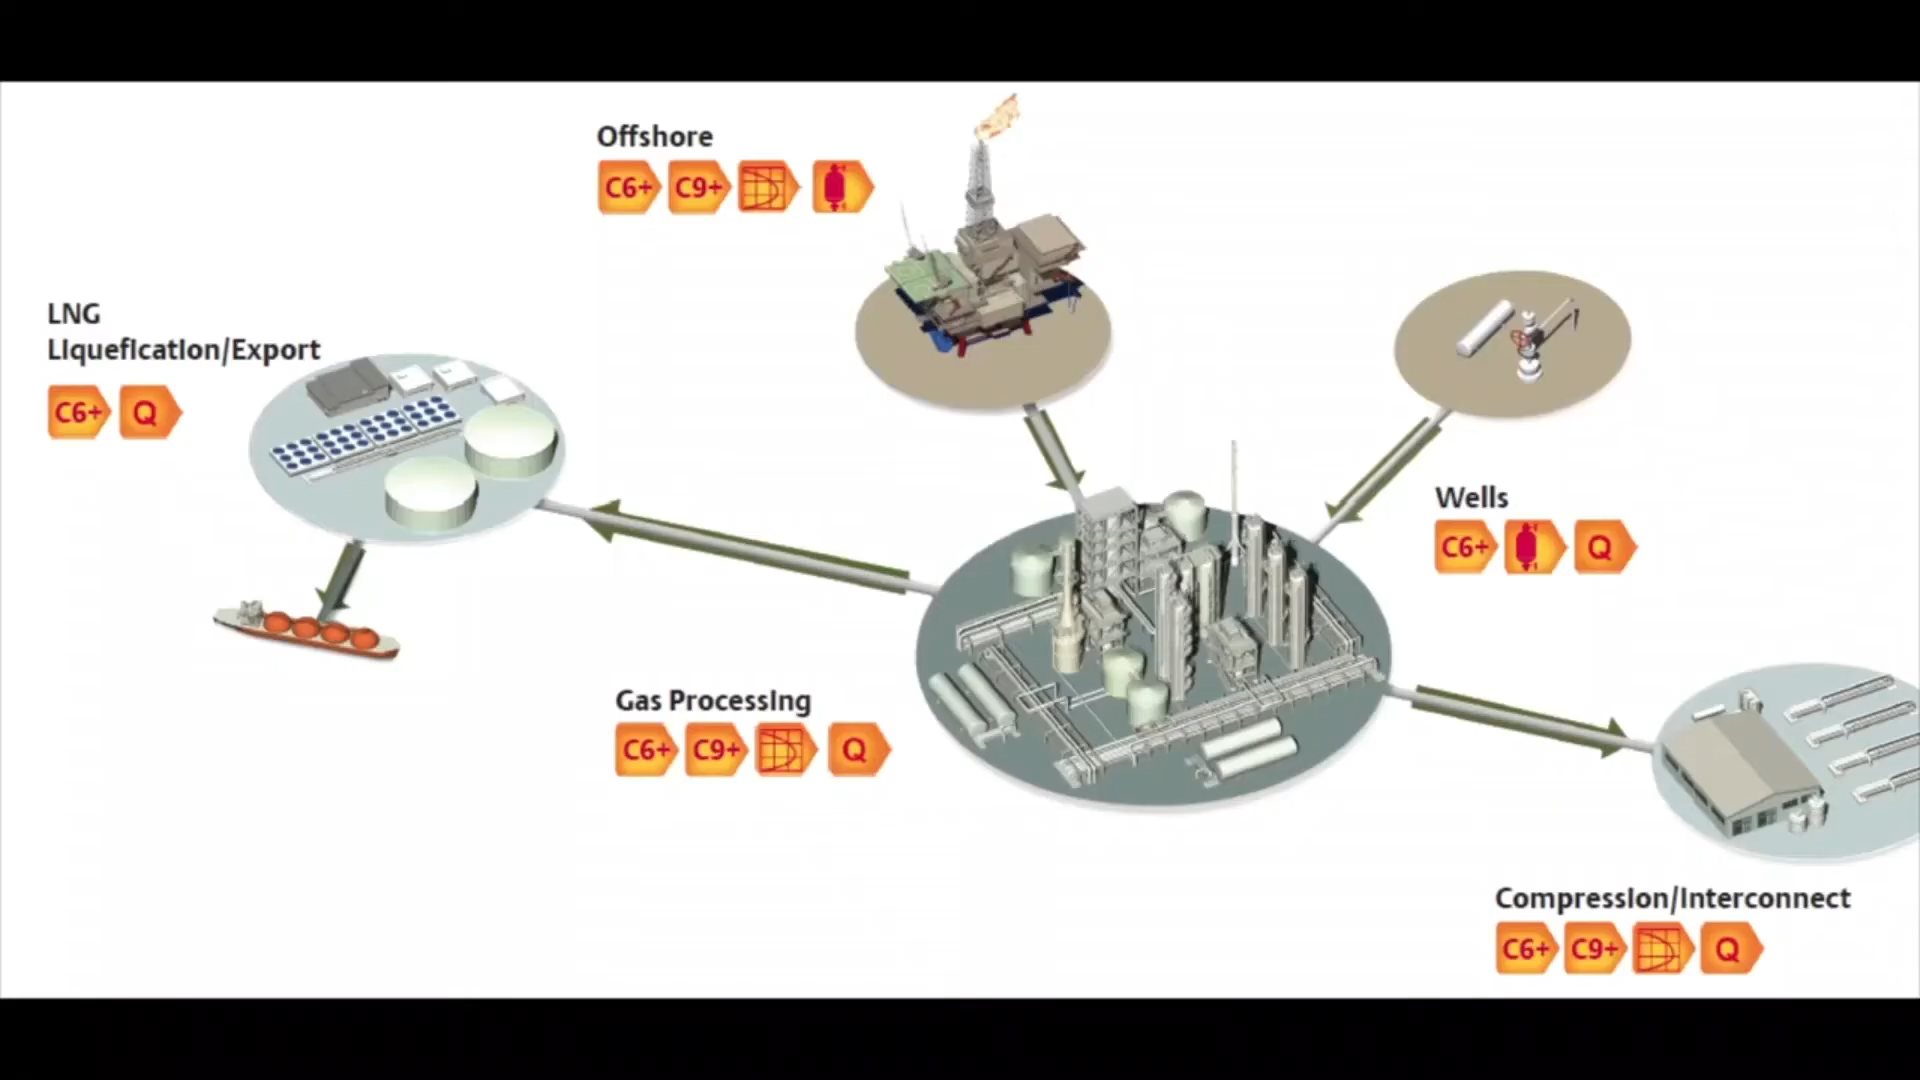 Offshore
C6+ C9+
LNG
Liquefication/Export
C6+ Q
Wells
C6+ Q
Gas Processing
C6+ C9+ Q
Compression/Interconnect
C6+ C9+ Q